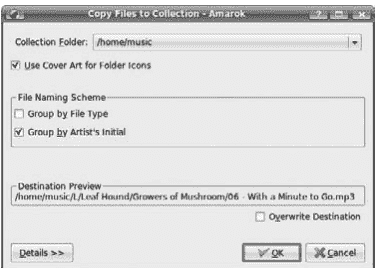 Copy Files to Collection - Amarok
Collection Folder: /home/music
Use Cover Art for Folder Icons
File Naming Scheme
Group by File Type
Group by Artist's Initial
Destination Preview
/home/music/L/Leaf Hound/Growers of Mushroom/06 - With a Minute to Go.mp3
Overwrite Destination
Details >>
OK
Cancel